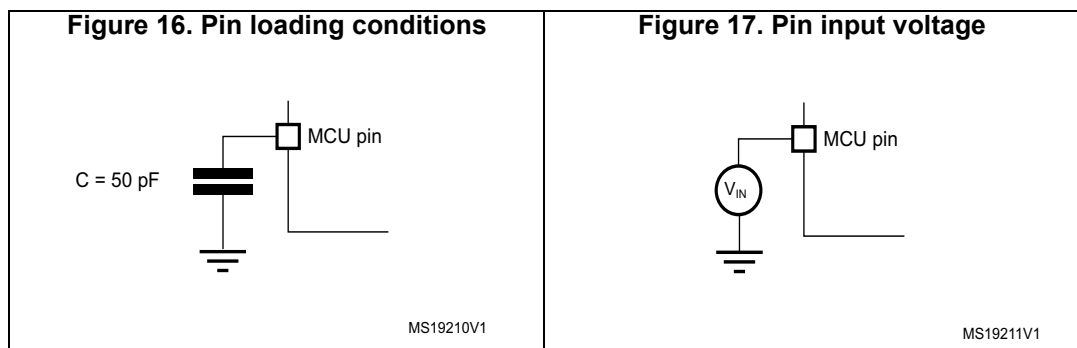 Figure 16. Pin loading conditions
MCU pin
C = 50 pF
MS19210V1
Figure 17. Pin input voltage
MCU pin
VIN
MS19211V1